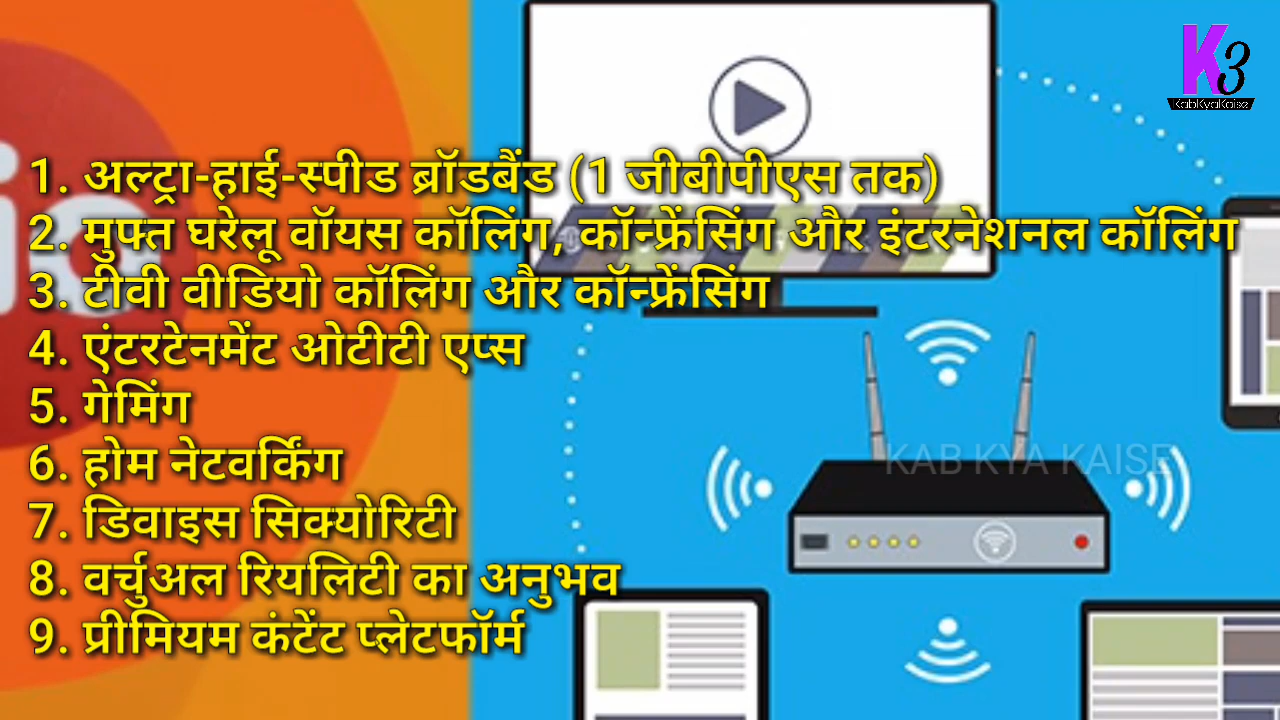 K3
KabKyaKaise
io
1. अल्ट्रा-हाई-स्पीड ब्रॉडबैंड (1 जीबीपीएस तक)
2. मुफ्त घरेलू वॉयस कॉलिंग, कॉन्फ्रेंसिंग और इंटरनेशनल कॉलिंग
3. टीवी वीडियो कॉलिंग और कॉन्फ्रेंसिंग
4. एंटरटेनमेंट ओटीटी एप्स
5. गेमिंग
6. होम नेटवर्किंग
7. डिवाइस सिक्योरिटी
8. वर्चुअल रियलिटी का अनुभव
9. प्रीमियम कंटेंट प्लेटफॉर्म
KAB KYA KAISE